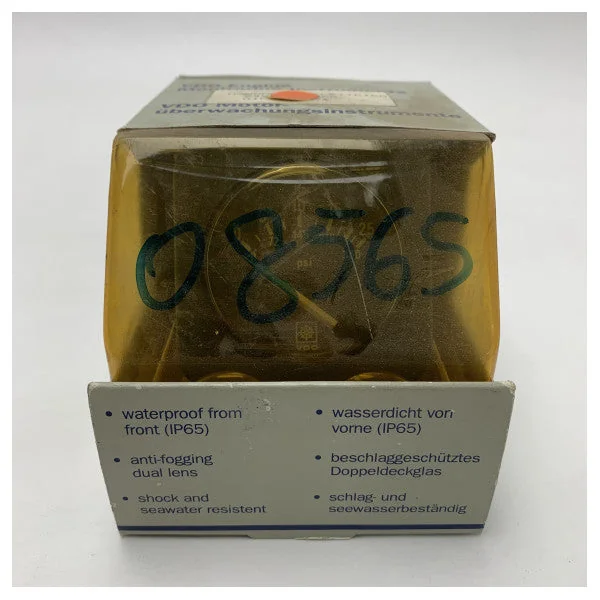 VDO Motor-
überwachungsinstrumente
08565
psi
VDO
• waterproof from
front (IP65)
• anti-fogging
dual lens
• shock and
seawater resistent
• wasserdicht von
vorne (IP65)
• beschlaggeschütztes
Doppeldeckglas
• schlag- und
seewasserbeständig